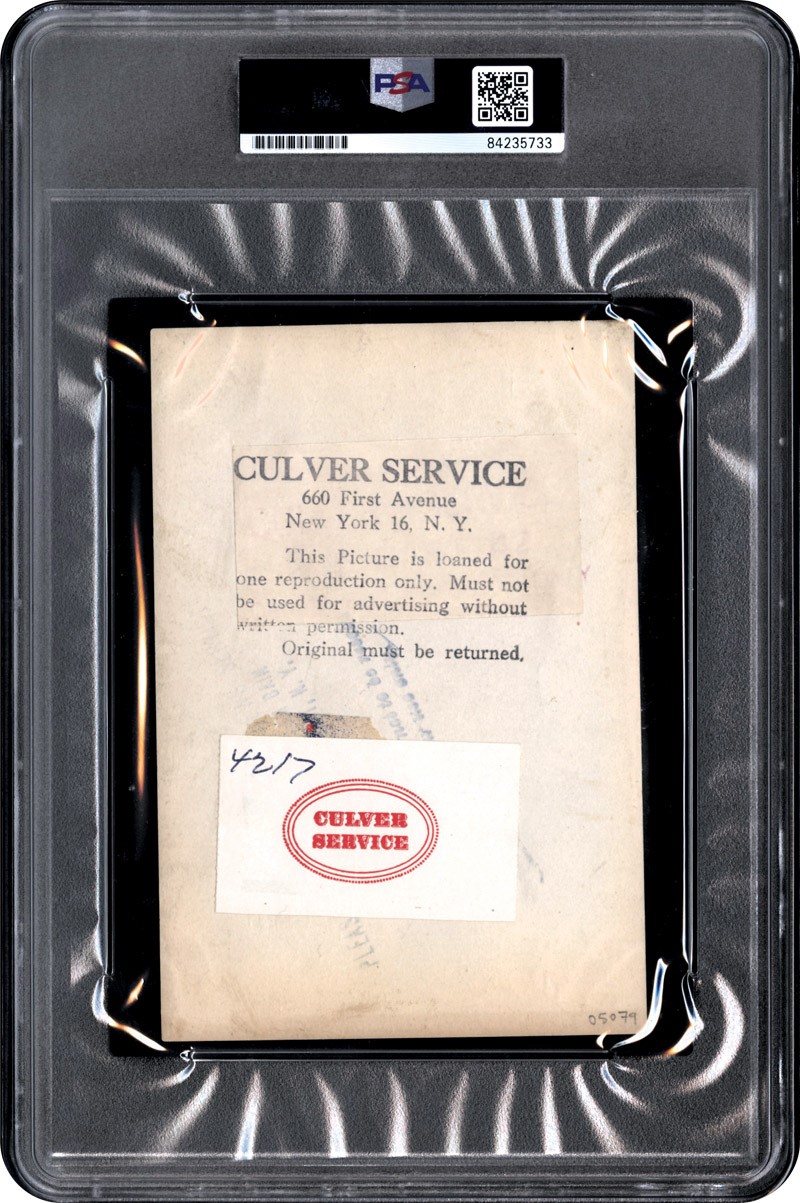 PSA
84235733
CULVER SERVICE
660 First Avenue
New York 16, N. Y.
This Picture is loaned for
one reproduction only. Must not
be used for advertising without
written permission.
Original must be returned.
N. Y.
4217
CULVER
SERVICE
05079